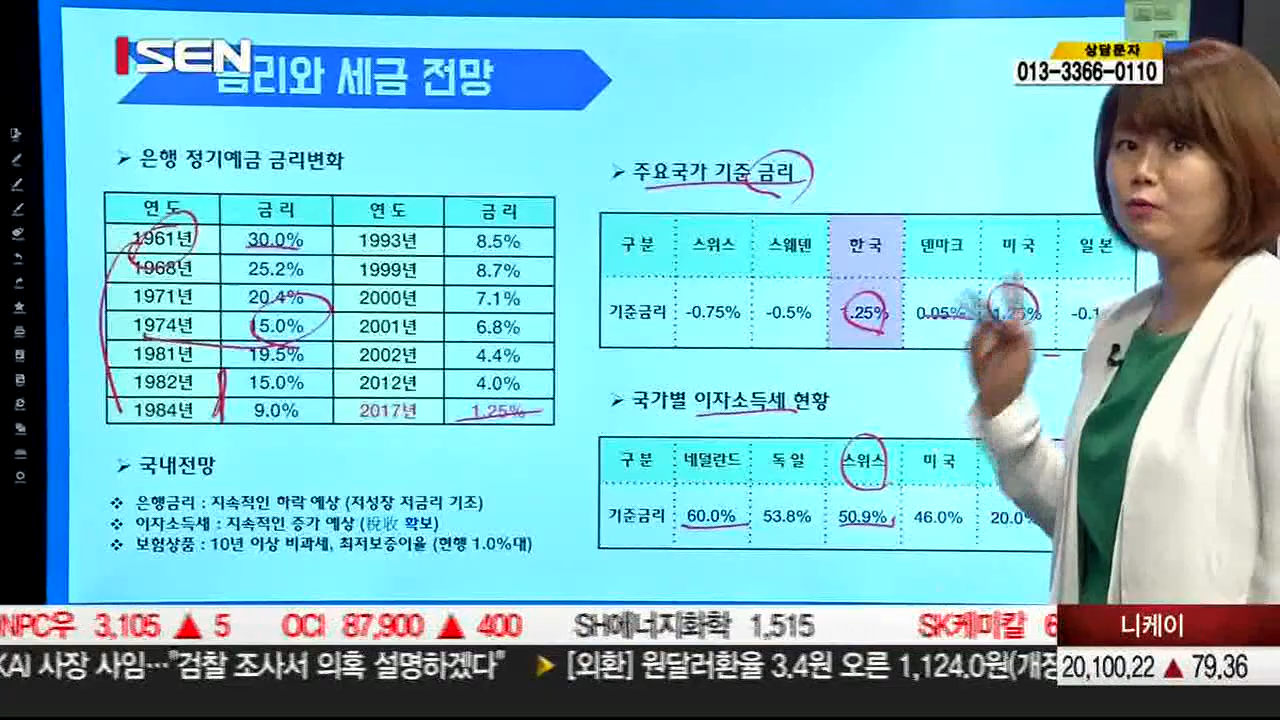 SEN
금리와 세금 전망
상담문자
013-3366-0110
➢ 은행 정기예금 금리변화
연 도 금 리 연 도 금 리
1961년 30.0% 1993년 8.5%
1968년 25.2% 1999년 8.7%
1971년 20.4% 2000년 7.1%
1974년 15.0% 2001년 6.8%
1981년 19.5% 2002년 4.4%
1982년 15.0% 2012년 4.0%
1984년 9.0% 2017년 1.25%
➢ 국내전망
❖ 은행금리 : 지속적인 하락 예상 (저성장 저금리 기조)
❖ 이자소득세 : 지속적인 증가 예상 (稅收 확보)
❖ 보험상품 : 10년 이상 비과세, 최저보증이율 (현행 1.0%대)
➢ 주요국가 기준 금리
구 분 스위스 스웨덴 한 국 덴마크 미 국 일 본
기준금리 -0.75% -0.5% 1.25% 0.05% 1.25% -0.1
➢ 국가별 이자소득세 현황
구 분 네덜란드 독 일 스위스 미 국
기준금리 60.0% 53.8% 50.9% 46.0% 20.0%
NPC우 3,105 ▲ 5 OCI 87,900 ▲ 400 SH에너지화학 1,515 SK케미칼 6
니케이
KAI 사장 사임…"검찰 조사서 의혹 설명하겠다" [외환] 원달러환율 3.4원 오른 1,124.0원(개장
20,100.22 ▲ 79.36